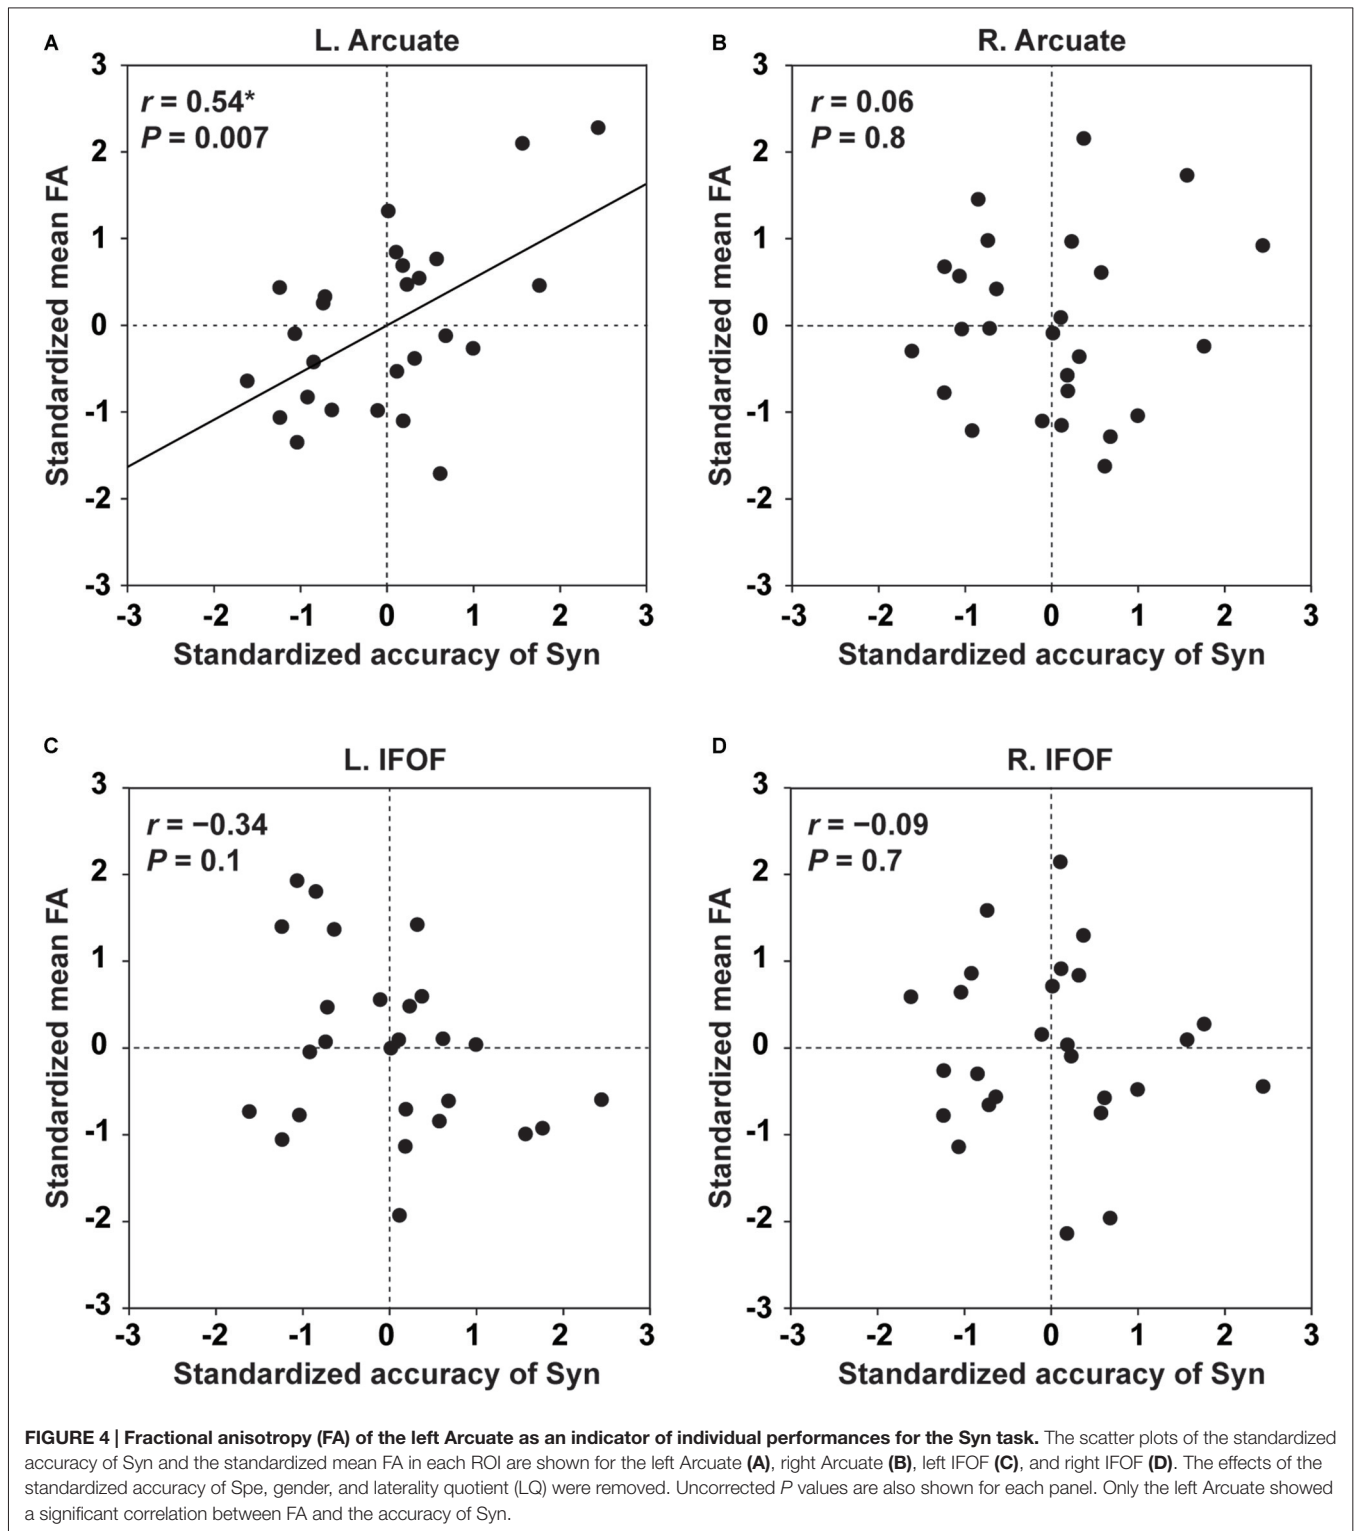 A
L. Arcuate
r = 0.54*
P = 0.007
3
2
1
0
-1
-2
-3
Standardized mean FA
-3 -2 -1 0 1 2 3
Standardized accuracy of Syn
B
R. Arcuate
r = 0.06
P = 0.8
3
2
1
0
-1
-2
-3
Standardized mean FA
-3 -2 -1 0 1 2 3
Standardized accuracy of Syn
C
L. IFOF
r = −0.34
P = 0.1
3
2
1
0
-1
-2
-3
Standardized mean FA
-3 -2 -1 0 1 2 3
Standardized accuracy of Syn
D
R. IFOF
r = −0.09
P = 0.7
3
2
1
0
-1
-2
-3
Standardized mean FA
-3 -2 -1 0 1 2 3
Standardized accuracy of Syn
FIGURE 4 | Fractional anisotropy (FA) of the left Arcuate as an indicator of individual performances for the Syn task. The scatter plots of the standardized
accuracy of Syn and the standardized mean FA in each ROI are shown for the left Arcuate (A), right Arcuate (B), left IFOF (C), and right IFOF (D). The effects of the
standardized accuracy of Spe, gender, and laterality quotient (LQ) were removed. Uncorrected P values are also shown for each panel. Only the left Arcuate showed
a significant correlation between FA and the accuracy of Syn.